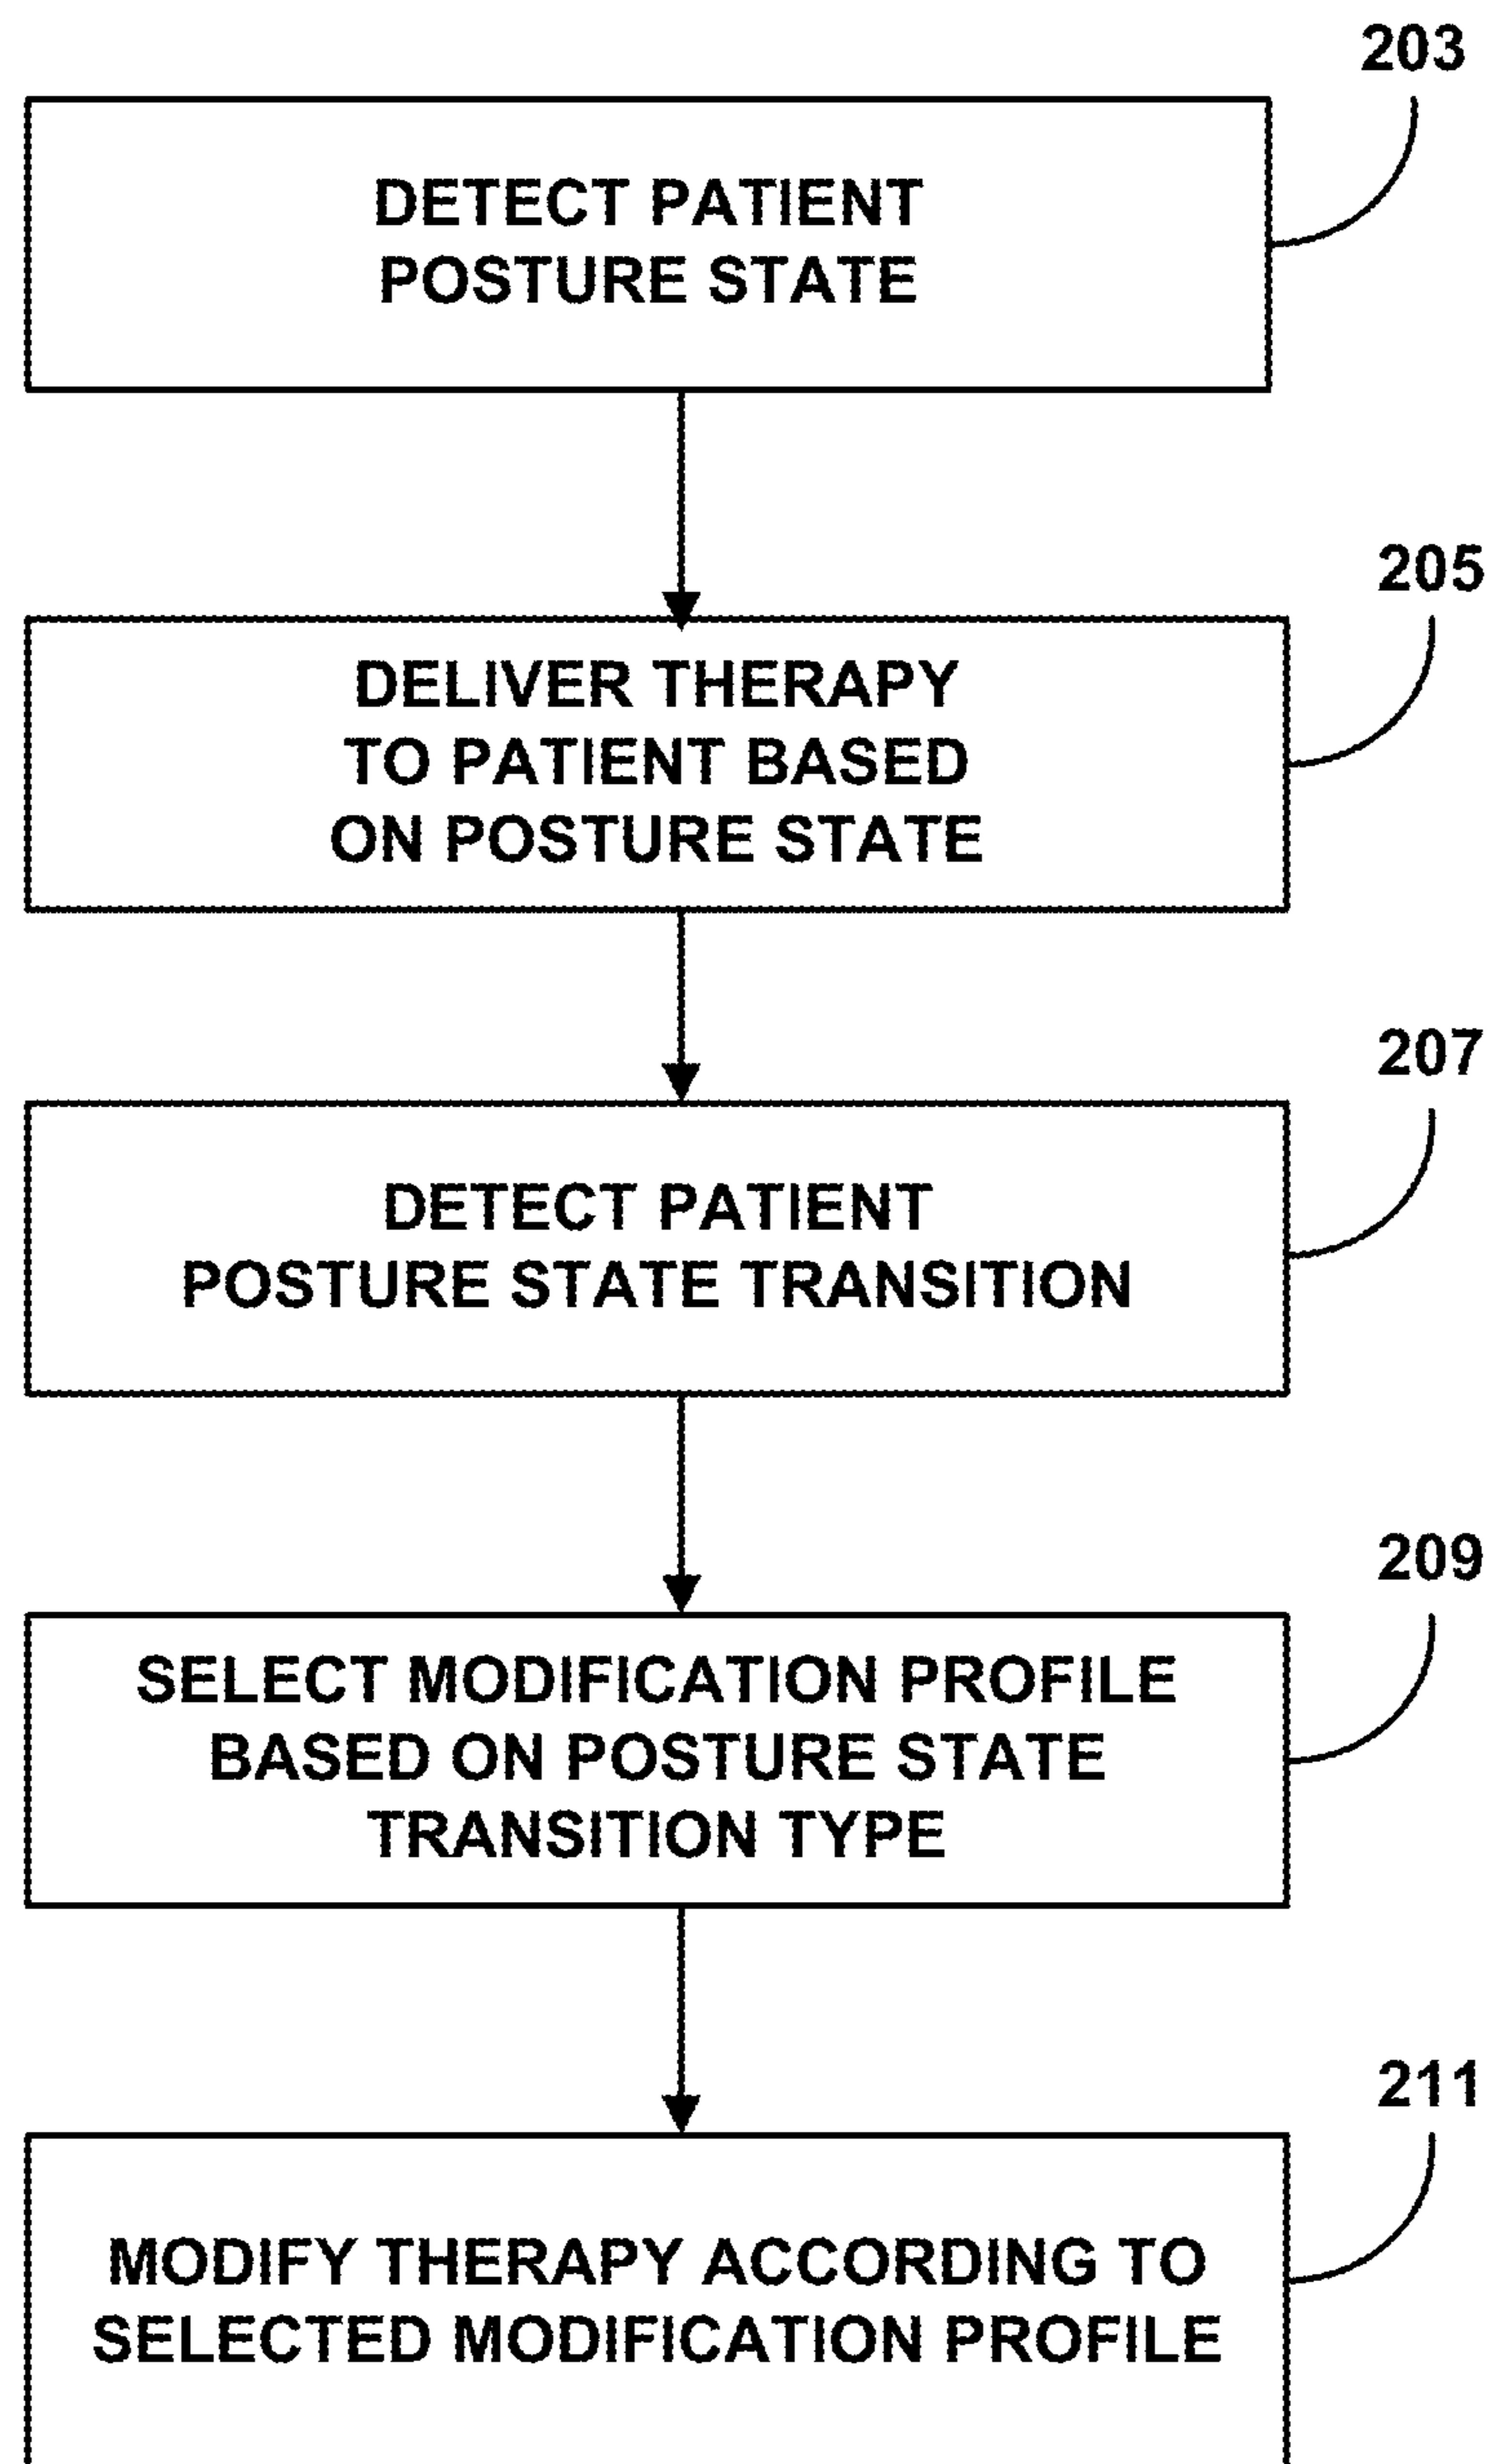 203
DETECT PATIENT
POSTURE STATE
205
DELIVER THERAPY
TO PATIENT BASED
ON POSTURE STATE
207
DETECT PATIENT
POSTURE STATE TRANSITION
209
SELECT MODIFICATION PROFILE
BASED ON POSTURE STATE
TRANSITION TYPE
211
MODIFY THERAPY ACCORDING TO
SELECTED MODIFICATION PROFILE